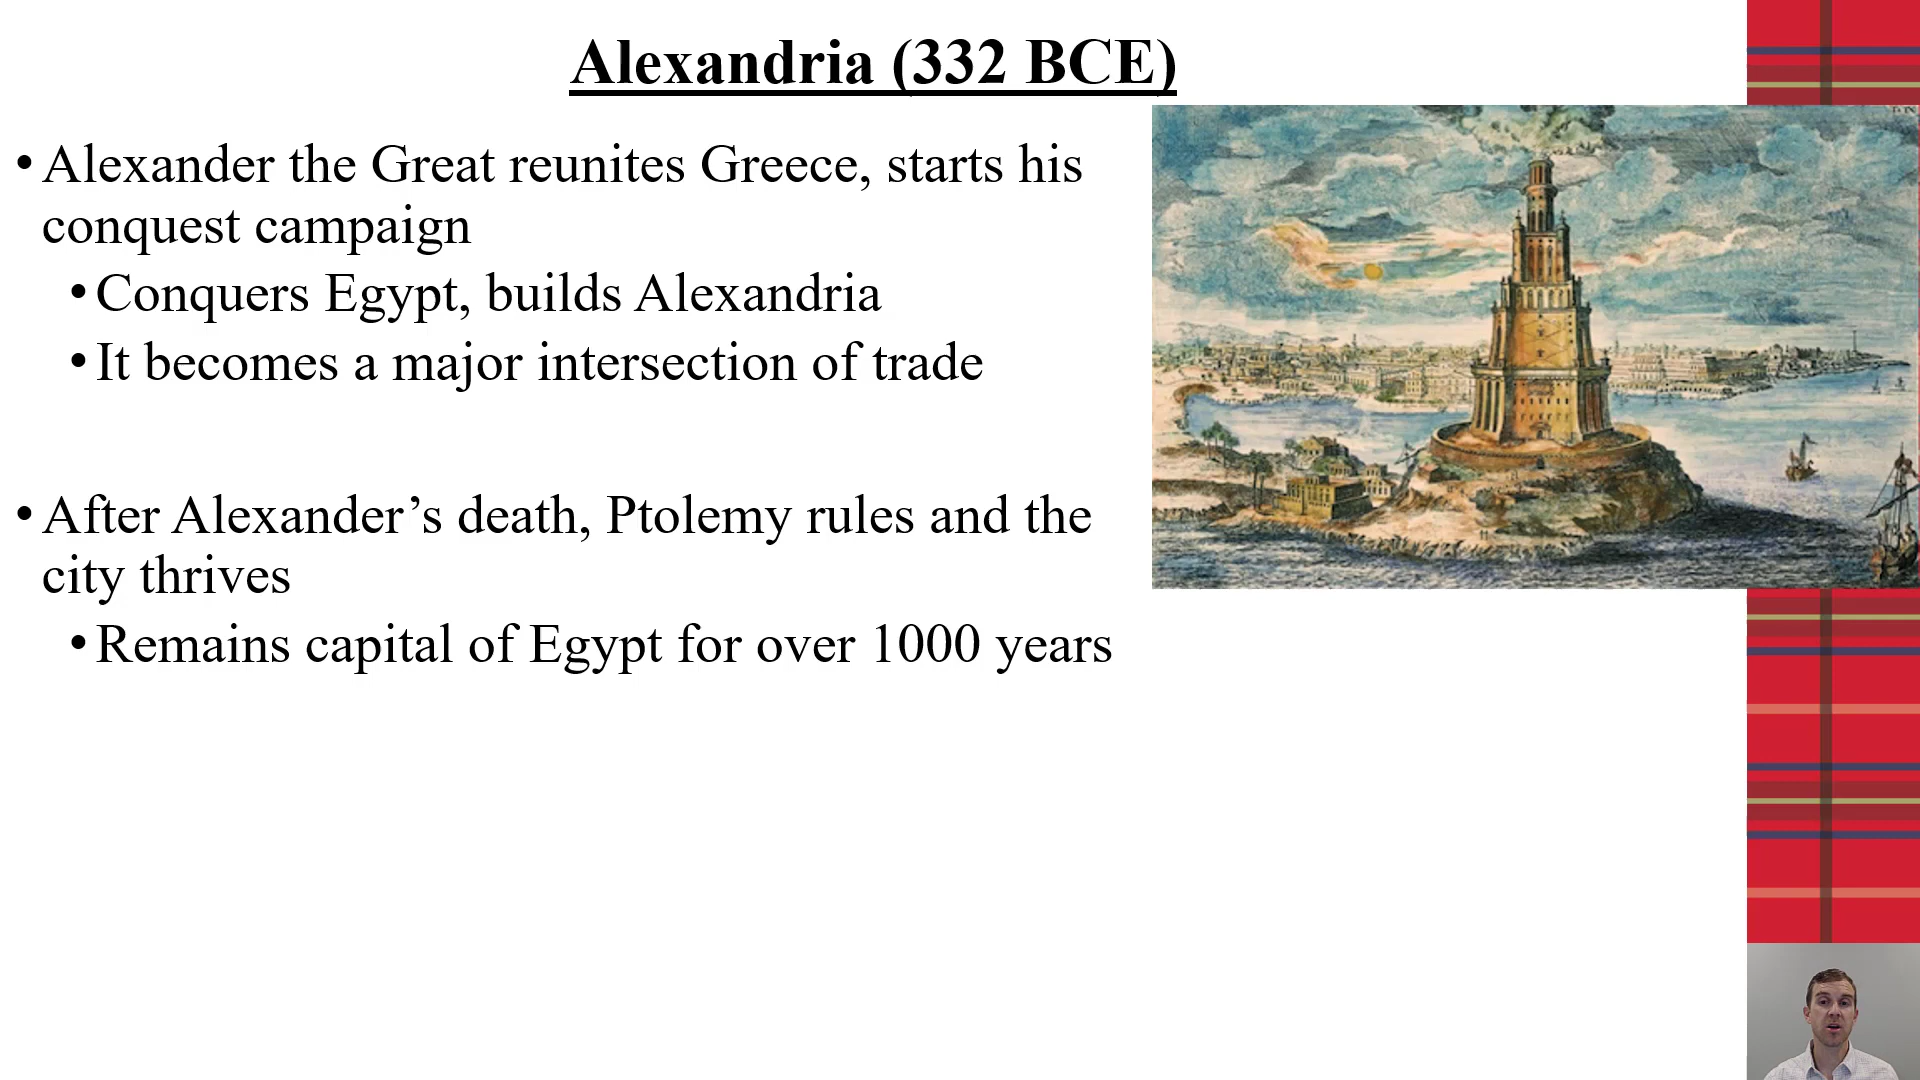 Alexandria (332 BCE)
• Alexander the Great reunites Greece, starts his
conquest campaign
• Conquers Egypt, builds Alexandria
• It becomes a major intersection of trade
• After Alexander’s death, Ptolemy rules and the
city thrives
• Remains capital of Egypt for over 1000 years